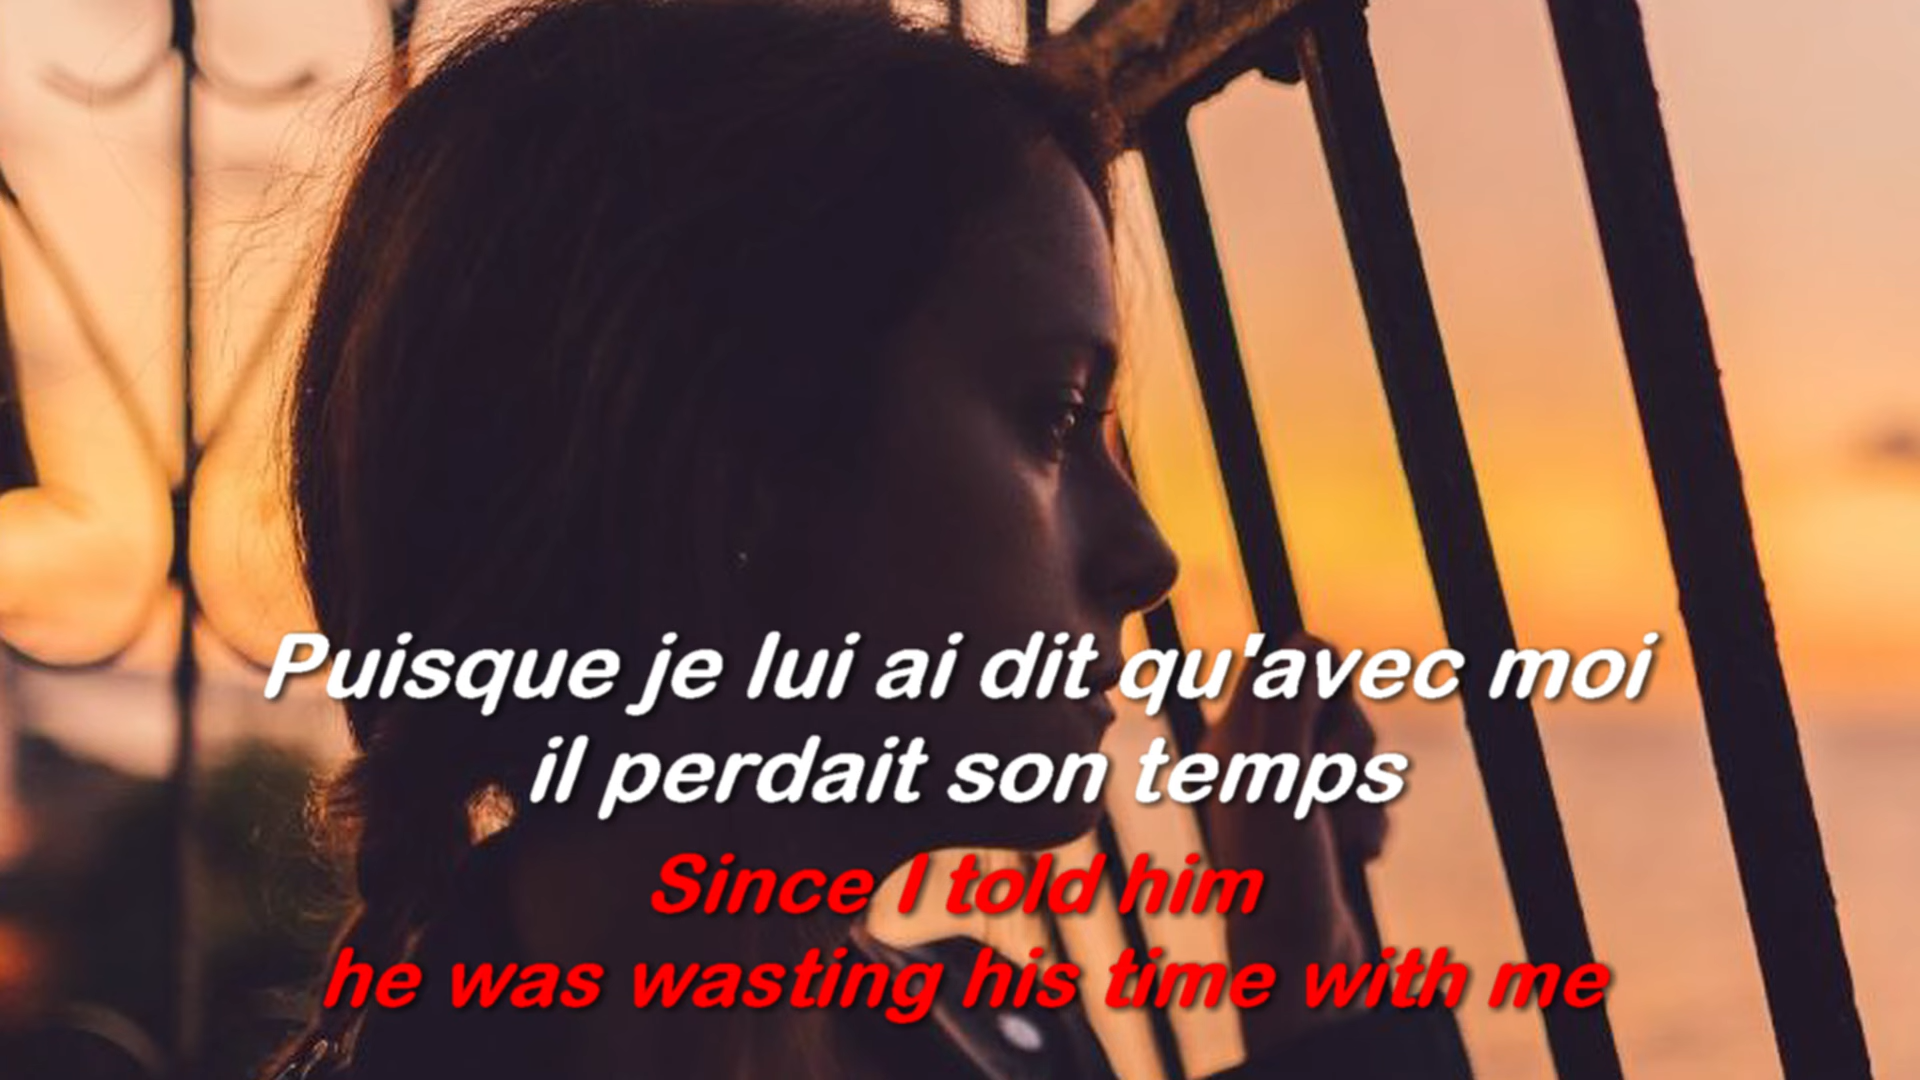 Puisque je lui ai dit qu'avec moi
il perdait son temps
Since I told him
he was wasting his time with me